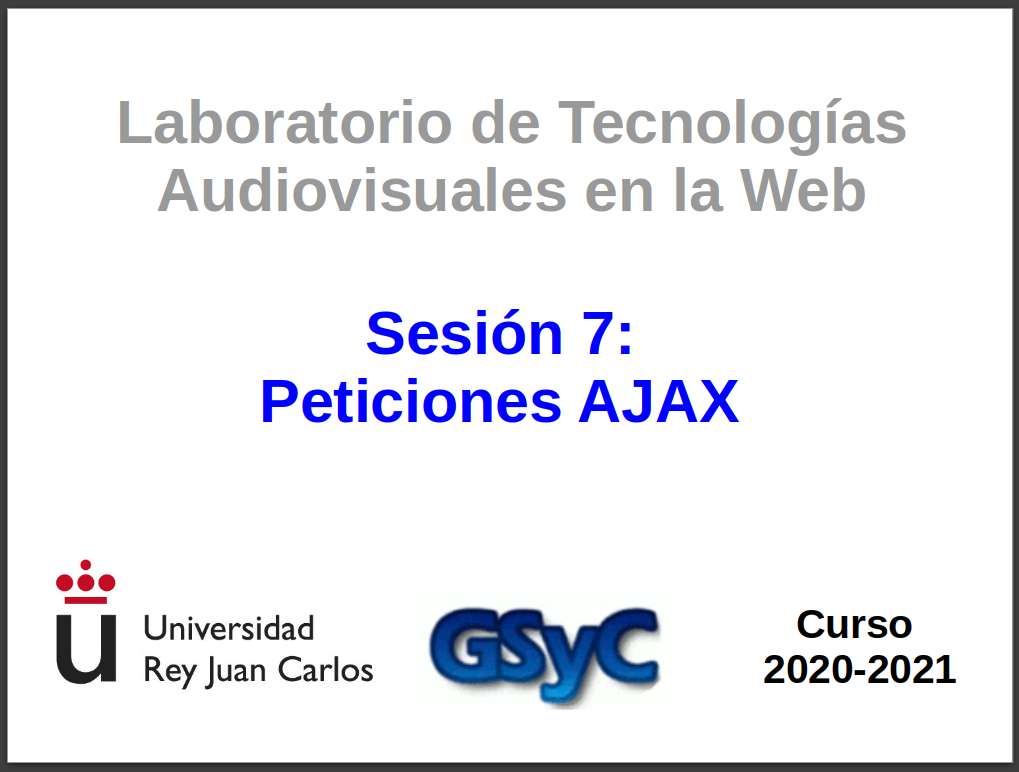 Laboratorio de Tecnologías
Audiovisuales en la Web
Sesión 7:
Peticiones AJAX
u
Universidad
Rey Juan Carlos
GSyC
Curso
2020-2021